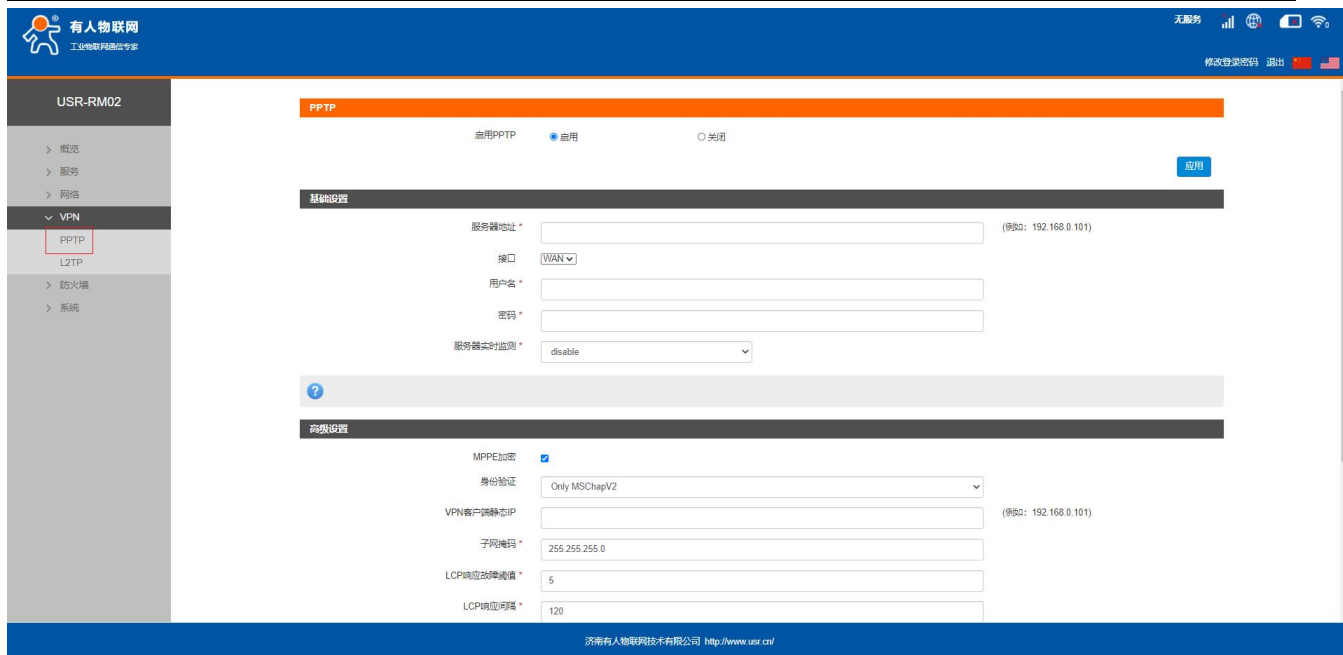 有人物联网
工业物联网通信专家
无服务
修改登录密码 退出
USR-RM02
概览
服务
网络
VPN
PPTP
L2TP
防火墙
系统
PPTP
启用PPTP 启用 关闭
应用
基础设置
服务器地址 * (例如：192.168.0.101)
接口 WAN
用户名 *
密码 *
服务器实时监测 * disable
高级设置
MPPE加密
身份验证 Only MSChapV2
VPN客户端静态IP (例如：192.168.0.101)
子网掩码 * 255.255.255.0
LCP响应故障阈值 * 5
LCP响应间隔 * 120
济南有人物联网技术有限公司 http://www.usr.cn/